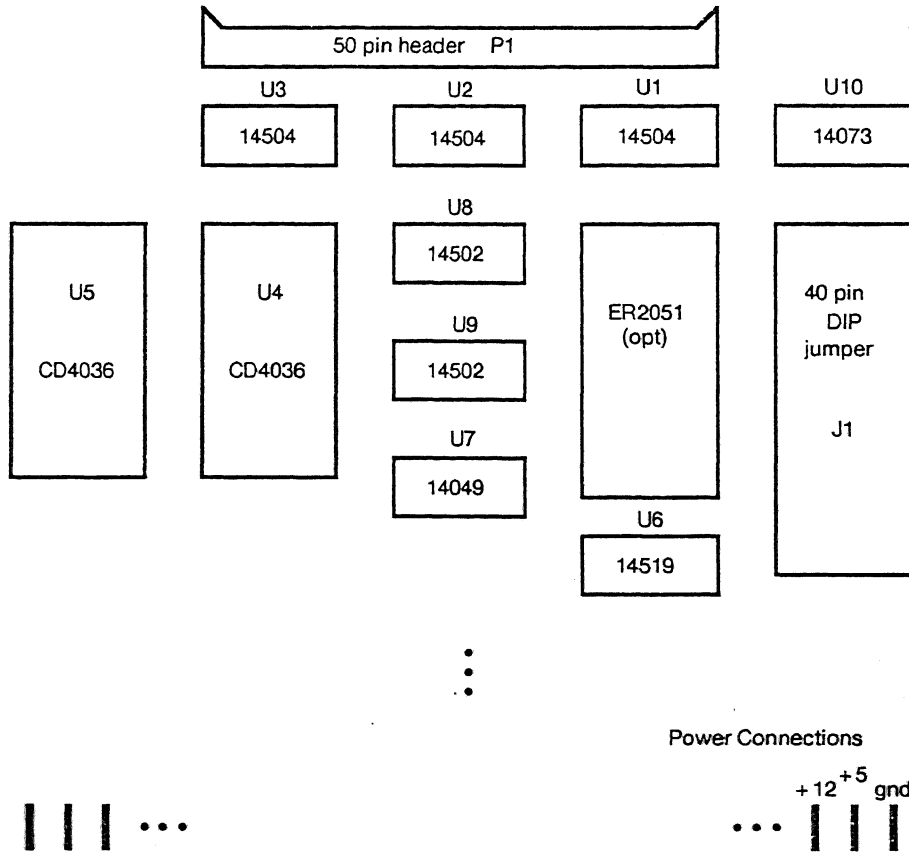 50 pin header P1
U3 U2 U1 U10
14504 14504 14504 14073
U8
14502
U5 U4
CD4036 CD4036
U9
14502
U7
14049
ER2051
(opt)
U6
14519
40 pin
DIP
jumper
J1
Power Connections
+12 +5 gnd